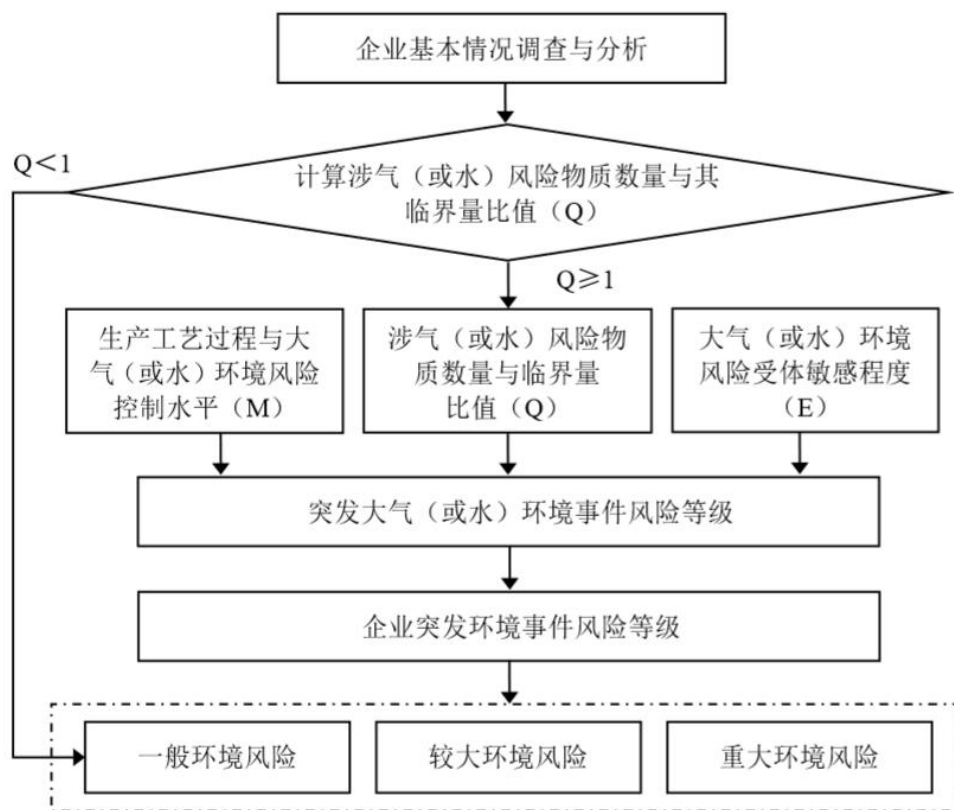 企业基本情况调查与分析
Q＜1
计算涉气（或水）风险物质数量与其
临界量比值（Q）
Q≥1
生产工艺过程与大
气（或水）环境风险
控制水平（M）
涉气（或水）风险物
质数量与临界量
比值（Q）
大气（或水）环境
风险受体敏感程度
（E）
突发大气（或水）环境事件风险等级
企业突发环境事件风险等级
一般环境风险
较大环境风险
重大环境风险